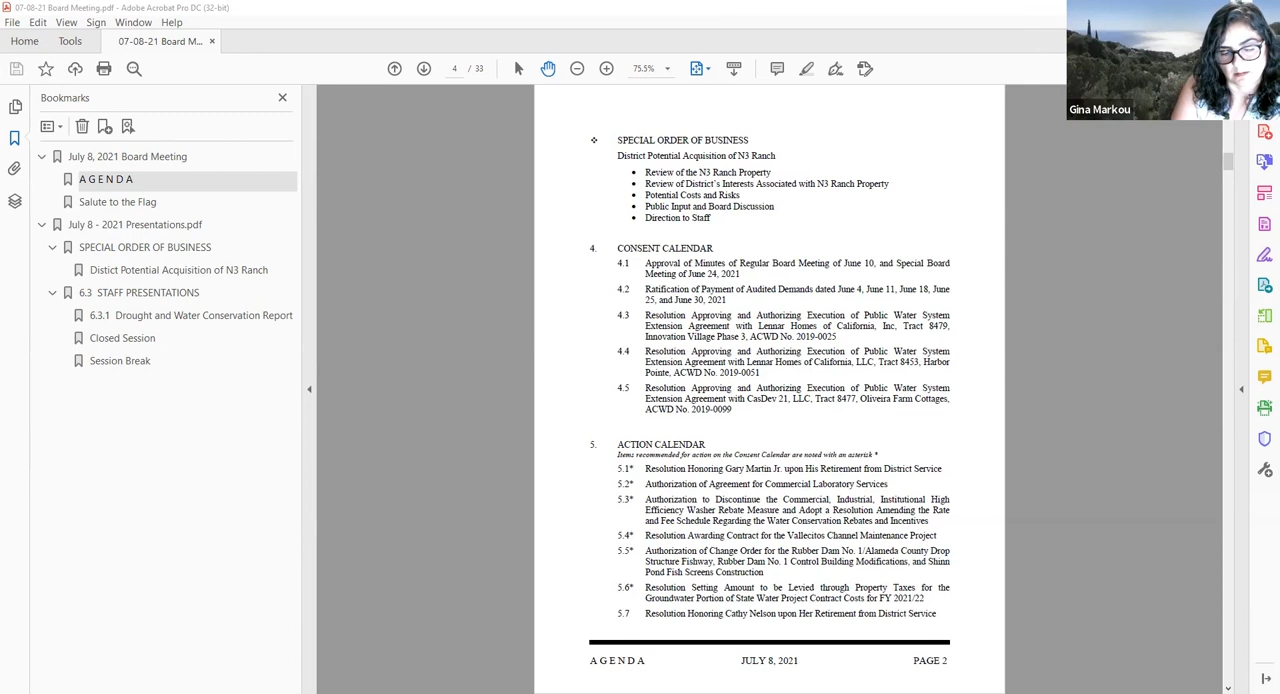 07-08-21 Board Meeting.pdf - Adobe Acrobat Pro DC (32-bit)
File Edit View Sign Window Help
Home Tools 07-08-21 Board M... ×
4 / 33 75.5%
Gina Markou
Bookmarks
July 8, 2021 Board Meeting
A G E N D A
Salute to the Flag
July 8 - 2021 Presentations.pdf
SPECIAL ORDER OF BUSINESS
Distict Potential Acquisition of N3 Ranch
6.3 STAFF PRESENTATIONS
6.3.1 Drought and Water Conservation Report
Closed Session
Session Break
❖ SPECIAL ORDER OF BUSINESS
District Potential Acquisition of N3 Ranch
• Review of the N3 Ranch Property
• Review of District's Interests Associated with N3 Ranch Property
• Potential Costs and Risks
• Public Input and Board Discussion
• Direction to Staff
4. CONSENT CALENDAR
4.1 Approval of Minutes of Regular Board Meeting of June 10, and Special Board
Meeting of June 24, 2021
4.2 Ratification of Payment of Audited Demands dated June 4, June 11, June 18, June
25, and June 30, 2021
4.3 Resolution Approving and Authorizing Execution of Public Water System
Extension Agreement with Lennar Homes of California, Inc, Tract 8479,
Innovation Village Phase 3, ACWD No. 2019-0025
4.4 Resolution Approving and Authorizing Execution of Public Water System
Extension Agreement with Lennar Homes of California, LLC, Tract 8453, Harbor
Pointe, ACWD No. 2019-0051
4.5 Resolution Approving and Authorizing Execution of Public Water System
Extension Agreement with CasDev 21, LLC, Tract 8477, Oliveira Farm Cottages,
ACWD No. 2019-0099
5. ACTION CALENDAR
Items recommended for action on the Consent Calendar are noted with an asterisk *
5.1* Resolution Honoring Gary Martin Jr. upon His Retirement from District Service
5.2* Authorization of Agreement for Commercial Laboratory Services
5.3* Authorization to Discontinue the Commercial, Industrial, Institutional High
Efficiency Washer Rebate Measure and Adopt a Resolution Amending the Rate
and Fee Schedule Regarding the Water Conservation Rebates and Incentives
5.4* Resolution Awarding Contract for the Vallecitos Channel Maintenance Project
5.5* Authorization of Change Order for the Rubber Dam No. 1/Alameda County Drop
Structure Fishway, Rubber Dam No. 1 Control Building Modifications, and Shinn
Pond Fish Screens Construction
5.6* Resolution Setting Amount to be Levied through Property Taxes for the
Groundwater Portion of State Water Project Contract Costs for FY 2021/22
5.7 Resolution Honoring Cathy Nelson upon Her Retirement from District Service
A G E N D A JULY 8, 2021 PAGE 2